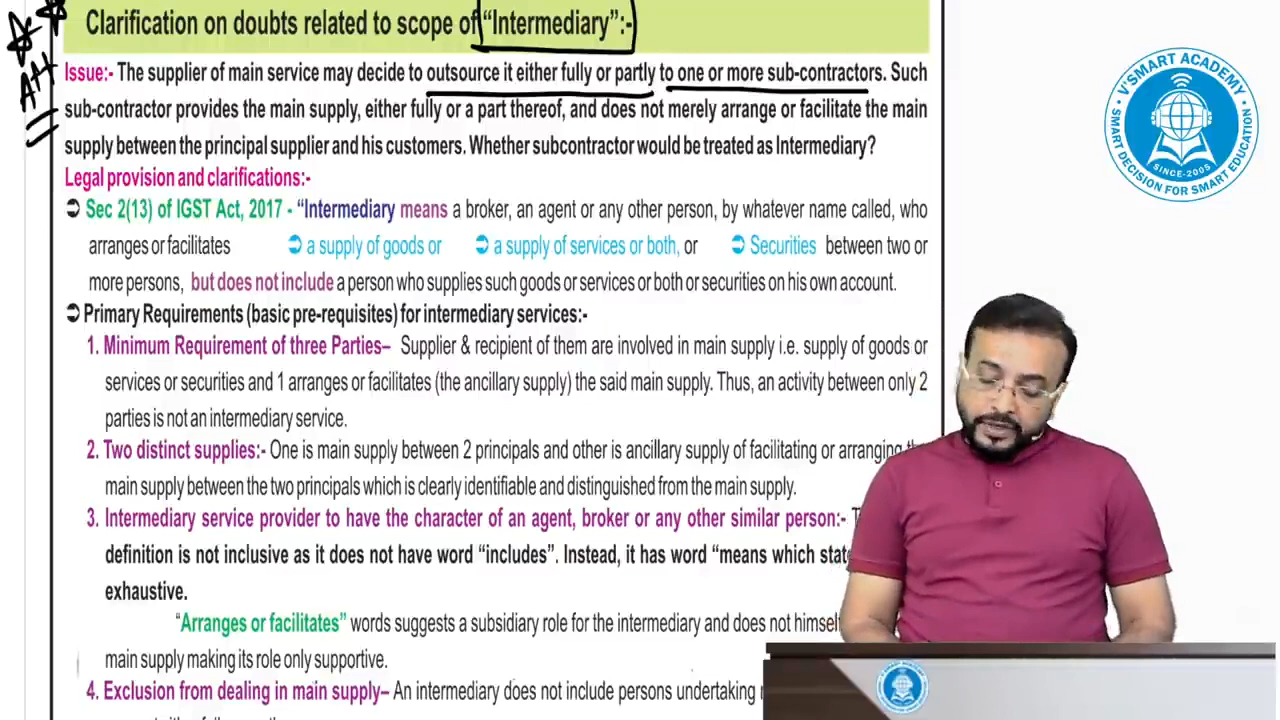 Clarification on doubts related to scope of “Intermediary”:-
Issue:- The supplier of main service may decide to outsource it either fully or partly to one or more sub-contractors. Such
sub-contractor provides the main supply, either fully or a part thereof, and does not merely arrange or facilitate the main
supply between the principal supplier and his customers. Whether subcontractor would be treated as Intermediary?
Legal provision and clarifications:-
➲ Sec 2(13) of IGST Act, 2017 - “Intermediary means a broker, an agent or any other person, by whatever name called, who
arranges or facilitates ➲ a supply of goods or ➲ a supply of services or both, or ➲ Securities between two or
more persons, but does not include a person who supplies such goods or services or both or securities on his own account.
➲ Primary Requirements (basic pre-requisites) for intermediary services:-
1. Minimum Requirement of three Parties– Supplier & recipient of them are involved in main supply i.e. supply of goods or
services or securities and 1 arranges or facilitates (the ancillary supply) the said main supply. Thus, an activity between only 2
parties is not an intermediary service.
2. Two distinct supplies:- One is main supply between 2 principals and other is ancillary supply of facilitating or arranging the
main supply between the two principals which is clearly identifiable and distinguished from the main supply.
3. Intermediary service provider to have the character of an agent, broker or any other similar person:-
definition is not inclusive as it does not have word “includes”. Instead, it has word “means which
exhaustive.
“Arranges or facilitates” words suggests a subsidiary role for the intermediary and does not
main supply making its role only supportive.
4. Exclusion from dealing in main supply– An intermediary does not include persons undertaking
V'SMART ACADEMY
SINCE-2005
SMART DECISION FOR SMART EDUCATION